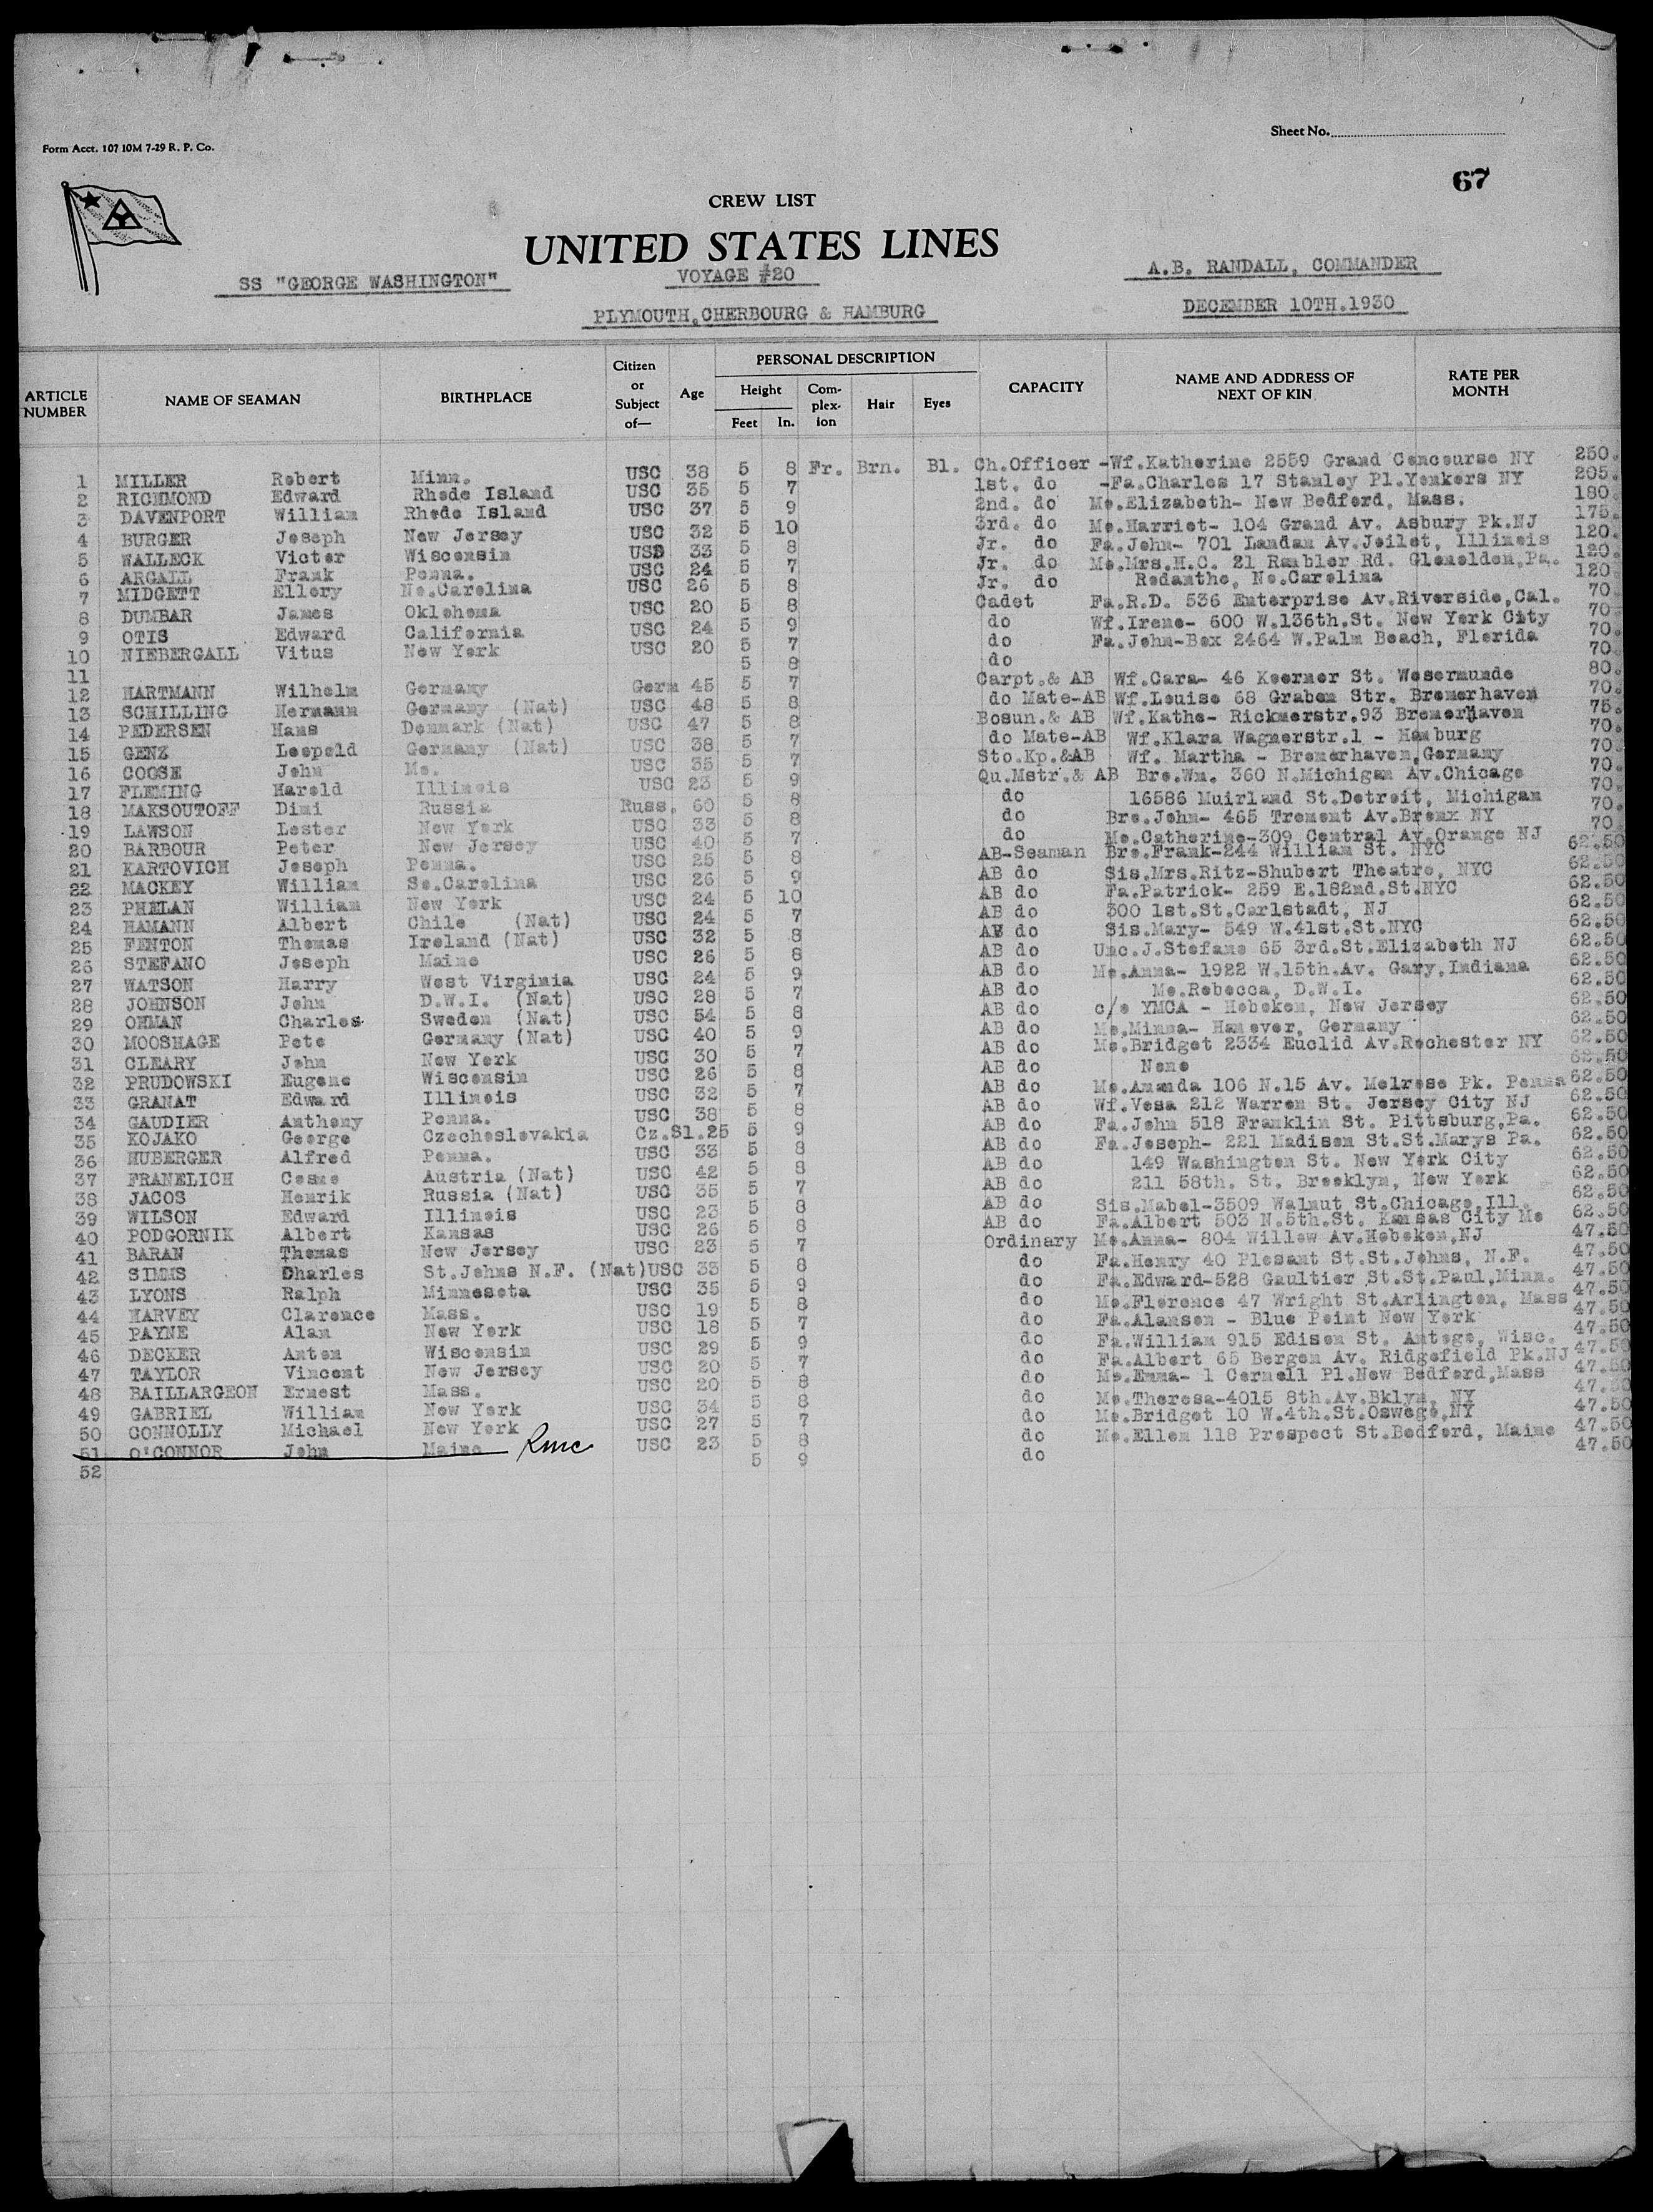 Sheet No.
Form Acct. 107 10M 7-29 R. P. Co.
67
CREW LIST
UNITED STATES LINES
SS "GEORGE WASHINGTON" VOYAGE #20 A.B. RANDALL, COMMANDER
PLYMOUTH, CHERBOURG & HAMBURG DECEMBER 10TH.1930
ARTICLE NUMBER NAME OF SEAMAN BIRTHPLACE Citizen or Subject of— Age PERSONAL DESCRIPTION Height Feet In. Com-plex-ion Hair Eyes CAPACITY NAME AND ADDRESS OF NEXT OF KIN RATE PER MONTH
1 MILLER Robert Minn. USC 38 5 8 Fr. Brn. Bl. Ch.Officer -Wf.Katherine 2559 Grand Concourse NY 250.
2 RICHMOND Edward Rhode Island USC 35 5 7 1st. do -Fa.Charles 17 Stanley Pl.Yonkers NY 205.
3 DAVENPORT William Rhode Island USC 37 5 9 2nd. do Mo.Elizabeth- New Bedford, Mass. 180.
4 BURGER Joseph New Jersey USC 32 5 10 3rd. do Mo.Harriet- 104 Grand Av. Asbury Pk.NJ 175.
5 WALLECK Victor Wisconsin USC 33 5 8 Jr. do Fa.John- 701 Landan Av.Joilet, Illinois 120.
6 ARGALL Frank Penna. USC 24 5 7 Jr. do Mo.Mrs.H.C. 21 Rambler Rd. Glenolden,Pa. 120.
7 MIDGETT Ellery No.Carolina USC 26 5 8 Jr. do Rodanthe, No.Carolina 120
8 DUMBAR James Oklohoma USC 20 5 8 Cadet Fa.R.D. 536 Enterprise Av.Riverside,Cal. 70.
9 OTIS Edward California USC 24 5 9 do Wf.Irene- 600 W.136th.St. New York City 70.
10 NIEBERGALL Vitus New York USC 20 5 7 do Fa.John-Box 2464 W.Palm Beach, Florida 70.
11 5 8 do 70.
12 HARTMANN Wilhelm Germany Germ 45 5 7 Carpt.& AB Wf.Cara- 46 Koerner St. Wesermunde 80.
13 SCHILLING Hermann Germany (Nat) USC 48 5 8 do Mate-AB Wf.Louise 68 Graben Str. Bremerhaven 70.
14 PEDERSEN Hans Denmark (Nat) USC 47 5 8 Bosun.& AB Wf.Kathe- Rickmerstr.93 Bremerhaven 75.
15 GENZ Leopold Germany (Nat) USC 38 5 7 do Mate-AB Wf.Klara Wagnerstr.1 - Hamburg 70.
16 COOSE John Mo. USC 35 5 7 Sto.Kp.&AB Wf. Martha - Bremerhaven,Germany 70.
17 FLEMING Harold Illinois USC 23 5 9 Qu.Mstr.& AB Bro.Wm. 360 N.Michigan Av.Chicago 70.
18 MAKSOUTOFF Dimi Russia Russ. 60 5 8 do 16586 Muirland St.Detroit, Michigan 70.
19 LAWSON Lester New York USC 33 5 8 do Bro.John- 465 Tremont Av.Bronx NY 70.
20 BARBOUR Peter New Jersey USC 40 5 7 do Mo.Catherine-309 Central Av.Orange NJ 70.
21 KARTOVICH Joseph Penna. USC 25 5 8 AB-Seaman Bro.Frank-244 William St. NYC 62.50
22 MACKEY William So.Carolina USC 26 5 9 AB do Sis.Mrs.Ritz-Shubert Theatre, NYC 62.50
23 PHELAN William New York USC 24 5 10 AB do Fa.Patrick- 259 E.182nd.St.NYC 62.50
24 HAMANN Albert Chile (Nat) USC 24 5 7 AB do 300 1st.St.Carlstadt, NJ 62.50
25 FENTON Thomas Ireland (Nat) USC 32 5 8 AB do Sis.Mary- 549 W.41st.St.NYC 62.50
26 STEFANO Joseph Maine USC 26 5 8 AB do Unc.J.Stefano 65 3rd.St.Elizabeth NJ 62.50
27 WATSON Harry West Virginia USC 24 5 9 AB do Mo.Anna- 1922 W.15th.Av. Gary,Indiana 62.50
28 JOHNSON John D.W.I. (Nat) USC 28 5 7 AB do Mo.Rebecca, D.W.I. 62.50
29 OHMAN Charles Sweden (Nat) USC 54 5 8 AB do c/o YMCA - Hoboken, New Jersey 62.50
30 MOOSHAGE Pete Germany (Nat) USC 40 5 9 AB do Mo.Minna- Hanover, Germany 62.50
31 CLEARY John New York USC 30 5 7 AB do Mo.Bridget 2334 Euclid Av.Rochester NY 62.50
32 PRUDOWSKI Eugene Wisconsin USC 26 5 8 AB do None 62.50
33 GRANAT Edward Illinois USC 32 5 7 AB do Mo.Amanda 106 N.15 Av. Melrose Pk. Penna 62.50
34 GAUDIER Anthony Penna. USC 38 5 8 AB do Wf.Vesa 212 Warren St. Jersey City NJ 62.50
35 KOJAKO George Czechoslovakia Cz.Sl.25 5 9 AB do Fa.John 518 Franklin St. Pittsburg,Pa. 62.50
36 HUBERGER Alfred Penna. USC 33 5 8 AB do Fa.Joseph- 221 Madison St.St.Marys Pa. 62.50
37 FRANELICH Cosmo Austria (Nat) USC 42 5 8 AB do 149 Washington St. New York City 62.50
38 JACOS Henrik Russia (Nat) USC 35 5 7 AB do 211 58th. St. Brooklyn, New York 62.50
39 WILSON Edward Illinois USC 23 5 8 AB do Sis.Mabel-3509 Walnut St.Chicago,Ill. 62.50
40 PODGORNIK Albert Kansas USC 26 5 8 AB do Fa.Albert 503 N.5th.St. Kansas City Mo 62.50
41 BARAN Thomas New Jersey USC 23 5 7 Ordinary Mo.Anna- 804 Willow Av.Hoboken,NJ 47.50
42 SIMMS Charles St.Johns N.F. (Nat)USC 33 5 8 do Fa.Henry 40 Plesant St.St.Johns, N.F. 47.50
43 LYONS Ralph Minnesota USC 35 5 9 do Fa.Edward-528 Gaultier St.St.Paul,Minn. 47.50
44 HARVEY Clarence Mass. USC 19 5 8 do Mo.Florence 47 Wright St.Arlington, Mass 47.50
45 PAYNE Alan New York USC 18 5 7 do Fa.Alanson - Blue Point New York 47.50
46 DECKER Anton Wisconsin USC 29 5 9 do Fa.William 915 Edison St. Antogo, Wisc. 47.50
47 TAYLOR Vincent New Jersey USC 20 5 7 do Fa.Albert 65 Bergen Av. Ridgefield Pk.NJ 47.50
48 BAILLARGEON Ernest Mass. USC 20 5 8 do Mo.Emma- 1 Cornell Pl.New Bedford,Mass 47.50
49 GABRIEL William New York USC 34 5 8 do Mo.Theresa-4015 8th.Av.Bklyn, NY 47.50
50 CONNOLLY Michael New York USC 27 5 7 do Mo.Bridget 10 W.4th.St.Oswego,NY 47.50
51 O'CONNOR John Maine Rmc USC 23 5 8 do Mo.Ellen 118 Prospect St.Bedford, Maine 47.50
52 5 9 do 47.50